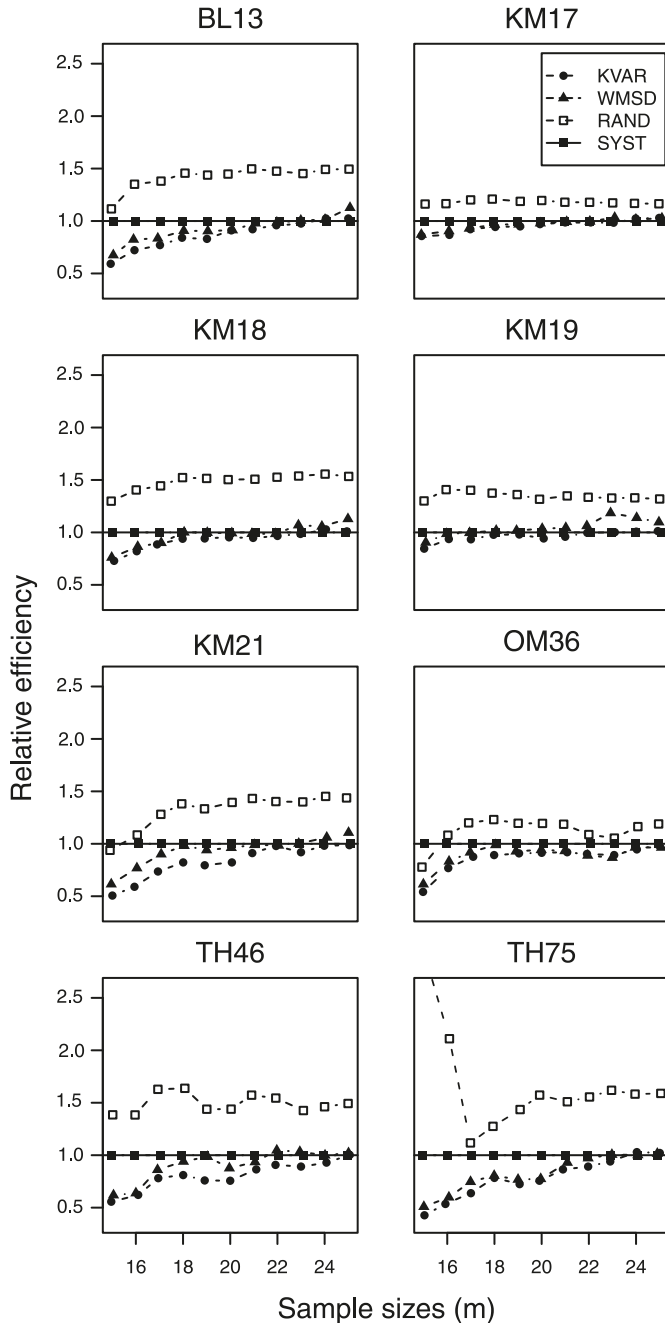 BL13
KM17
2.5
2.0
1.5
1.0
0.5
KVAR
WMSD
RAND
SYST
KM18
KM19
2.5
2.0
1.5
1.0
0.5
Relative efficiency
KM21
OM36
2.5
2.0
1.5
1.0
0.5
TH46
TH75
2.5
2.0
1.5
1.0
0.5
16 18 20 22 24
16 18 20 22 24
Sample sizes (m)